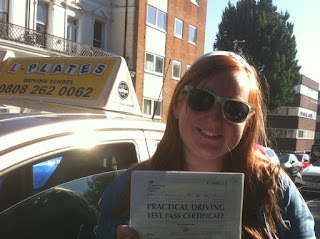 L-PLATES
DRIVING SCHOOL
0808 262 0062
PRACTICAL DRIVING
TEST PASS CERTIFICATE